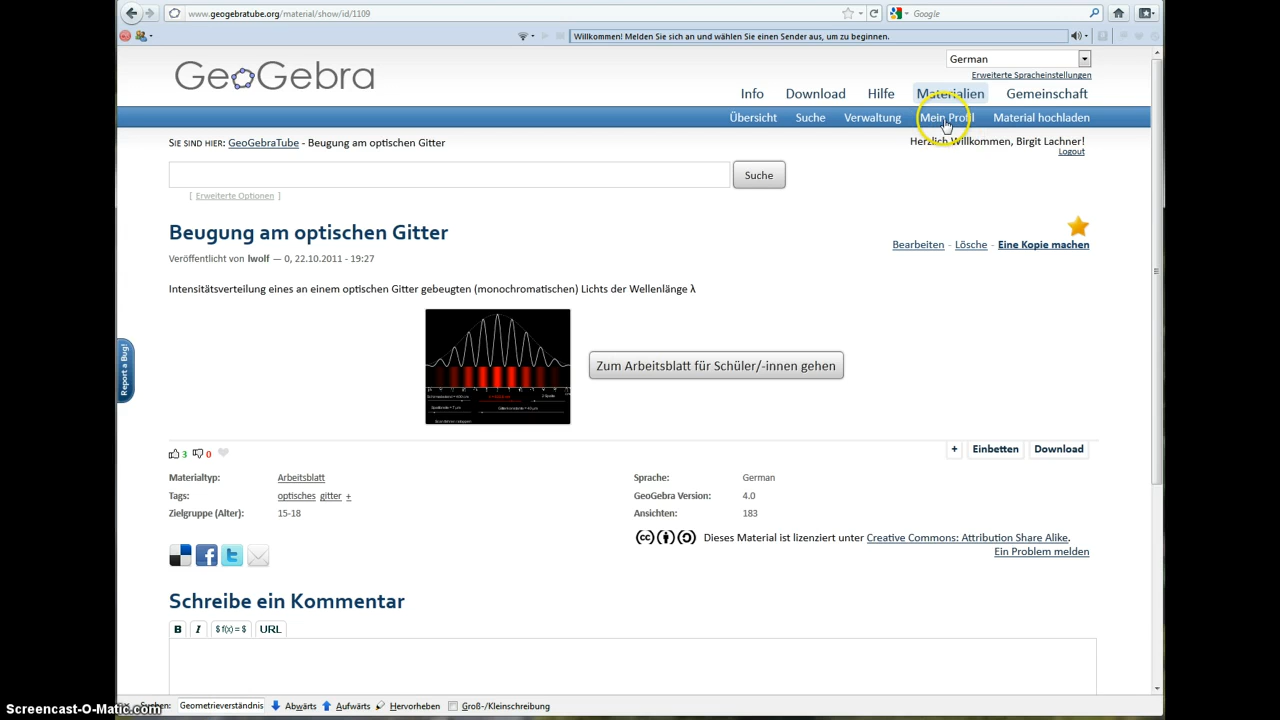 www.geogebratube.org/material/show/id/1109
Google
Willkommen! Melden Sie sich an und wählen Sie einen Sender aus, um zu beginnen.
GeoGebra
German
Erweiterte Spracheinstellungen
Info Download Hilfe Materialien Gemeinschaft
Übersicht Suche Verwaltung Mein Profil Material hochladen
Sie sind hier: GeoGebraTube - Beugung am optischen Gitter
Herzlich Willkommen, Birgit Lachner!
Logout
Suche
[ Erweiterte Optionen ]
Beugung am optischen Gitter
Bearbeiten - Lösche - Eine Kopie machen
Veröffentlicht von lwolf — 0, 22.10.2011 - 19:27
Intensitätsverteilung eines an einem optischen Gitter gebeugten (monochromatischen) Lichts der Wellenlänge λ
Zum Arbeitsblatt für Schüler/-innen gehen
Report a Bug!
3 0
+ Einbetten Download
Materialtyp: Arbeitsblatt
Sprache: German
Tags: optisches gitter +
GeoGebra Version: 4.0
Zielgruppe (Alter): 15-18
Ansichten: 183
Dieses Material ist lizenziert unter Creative Commons: Attribution Share Alike.
Ein Problem melden
Schreibe ein Kommentar
B I $ f(x) = $ URL
Suchen: Geometrieverständnis Abwärts Aufwärts Hervorheben Groß-/Kleinschreibung
Screencast-O-Matic.com